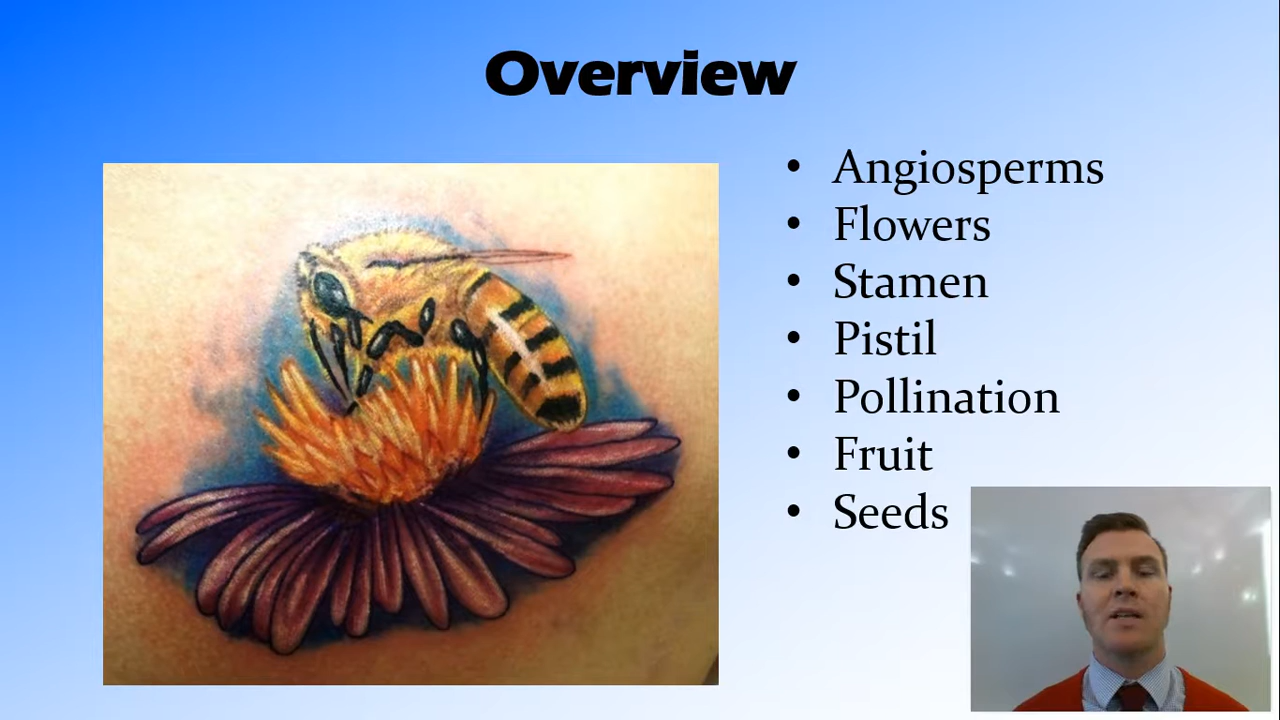 Overview
• Angiosperms
• Flowers
• Stamen
• Pistil
• Pollination
• Fruit
• Seeds